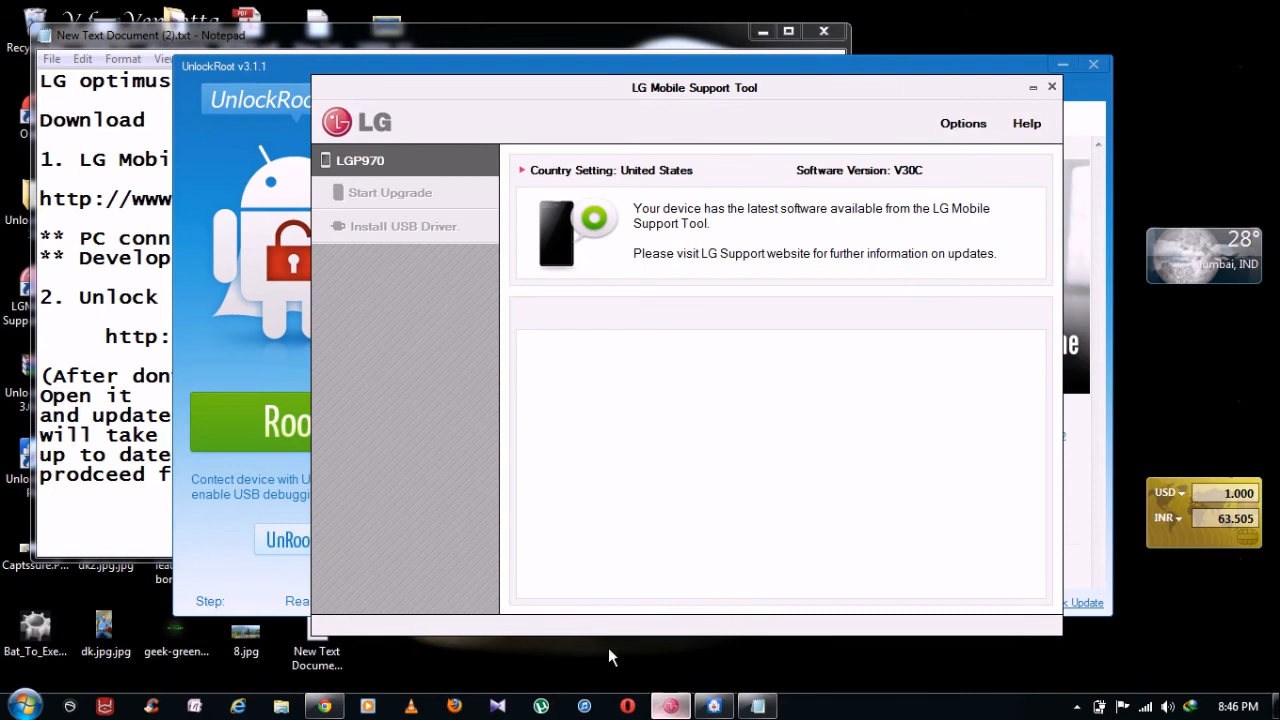 New Text Document (2).txt - Notepad
File Edit Format
LG optimus
Download
1. LG Mobi
http://www
** PC conn
** Develop
2. Unlock
http:
(After don
Open it
and update
will take
up to date
prodceed f
UnlockRoot v3.1.1
UnlockRoo
Roo
Contect device with U
enable USB debuggi
UnRoo
Step: Rea
Update
LG Mobile Support Tool
LG
Options Help
LGP970
Start Upgrade
Install USB Driver.
Country Setting: United States Software Version: V30C
Your device has the latest software available from the LG Mobile
Support Tool.
Please visit LG Support website for further information on updates.
28°
Mumbai, IND
USD 1.000
INR 63.505
Captssure.P... dk2.jpg.jpg
Bat_To_Exe... dk.jpg.jpg geek-green... 8.jpg New Text
Docume...
8:46 PM